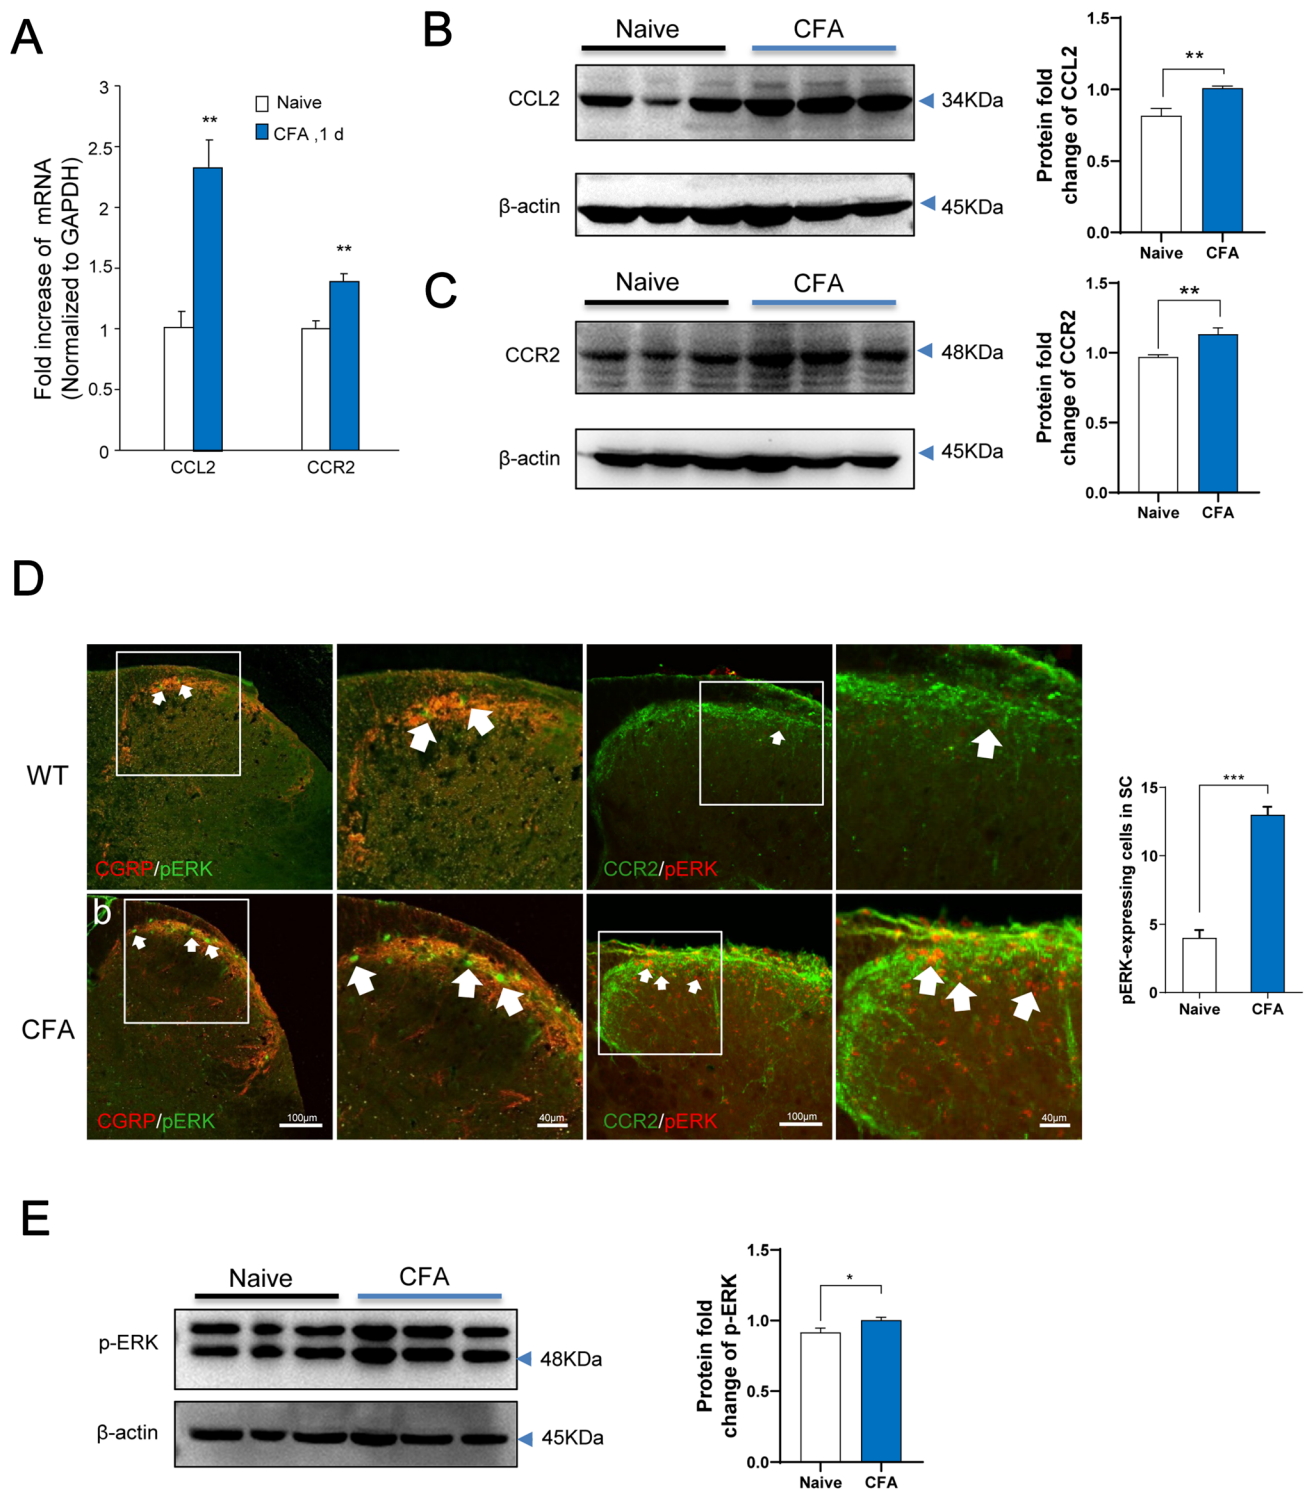 A
3
2.5
2
1.5
1
0.5
0
Fold increase of mRNA
(Normalized to GAPDH)
Naive
CFA ,1 d
**
**
CCL2
CCR2
B
Naive
CFA
CCL2
34KDa
β-actin
45KDa
Protein fold
change of CCL2
1.5
1.0
0.5
0.0
**
Naive
CFA
C
Naive
CFA
CCR2
48KDa
β-actin
45KDa
Protein fold
change of CCR2
1.5
1.0
0.5
0.0
**
Naive
CFA
D
WT
CGRP/pERK
CCR2/pERK
CFA
b
CGRP/pERK
100μm
40μm
CCR2/pERK
100μm
40μm
pERK-expressing cells in SC
15
10
5
0
***
Naive
CFA
E
Naive
CFA
p-ERK
48KDa
β-actin
45KDa
Protein fold
change of p-ERK
1.5
1.0
0.5
0.0
*
Naive
CFA